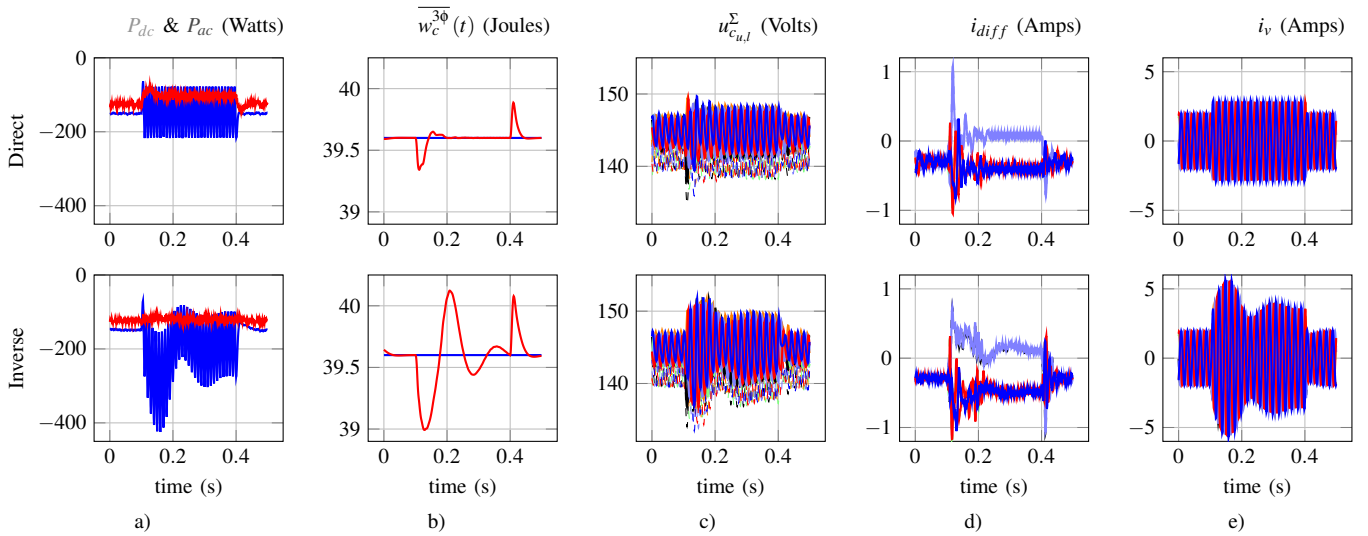 P_dc & P_ac (Watts)
\overline{w_c^{3ϕ}}(t) (Joules)
u^Σ_{c_{u,l}} (Volts)
i_diff (Amps)
i_v (Amps)
Direct
0
−200
−400
0 0.2 0.4
40
39.5
39
0 0.2 0.4
150
140
0 0.2 0.4
1
0
−1
0 0.2 0.4
5
0
−5
0 0.2 0.4
Inverse
0
−200
−400
0 0.2 0.4
40
39.5
39
0 0.2 0.4
150
140
0 0.2 0.4
1
0
−1
0 0.2 0.4
5
0
−5
0 0.2 0.4
time (s)
time (s)
time (s)
time (s)
time (s)
a)
b)
c)
d)
e)